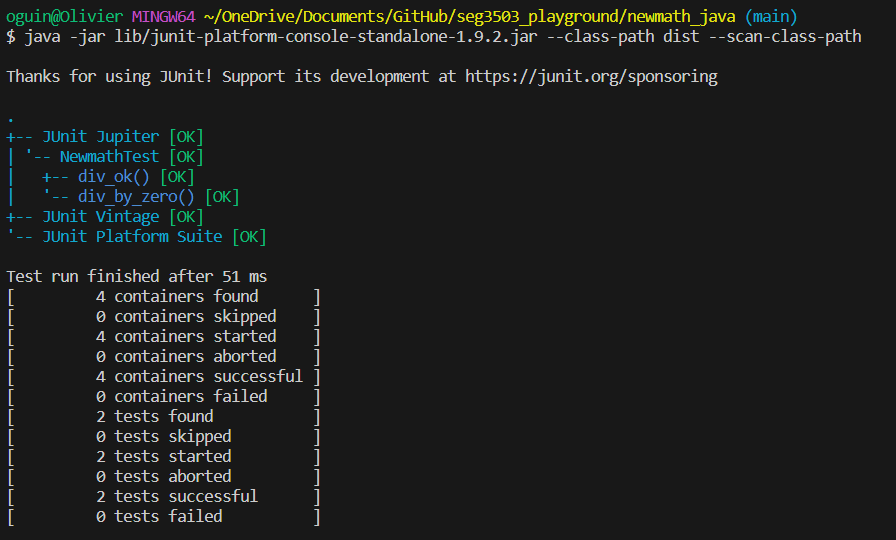 oguin@Olivier MINGW64 ~/OneDrive/Documents/GitHub/seg3503_playground/newmath_java (main)
$ java -jar lib/junit-platform-console-standalone-1.9.2.jar --class-path dist --scan-class-path

Thanks for using JUnit! Support its development at https://junit.org/sponsoring

.
+-- JUnit Jupiter [OK]
| '-- NewmathTest [OK]
|   +-- div_ok() [OK]
|   '-- div_by_zero() [OK]
+-- JUnit Vintage [OK]
'-- JUnit Platform Suite [OK]

Test run finished after 51 ms
[         4 containers found      ]
[         0 containers skipped    ]
[         4 containers started    ]
[         0 containers aborted    ]
[         4 containers successful ]
[         0 containers failed     ]
[         2 tests found           ]
[         0 tests skipped         ]
[         2 tests started         ]
[         0 tests aborted         ]
[         2 tests successful      ]
[         0 tests failed          ]